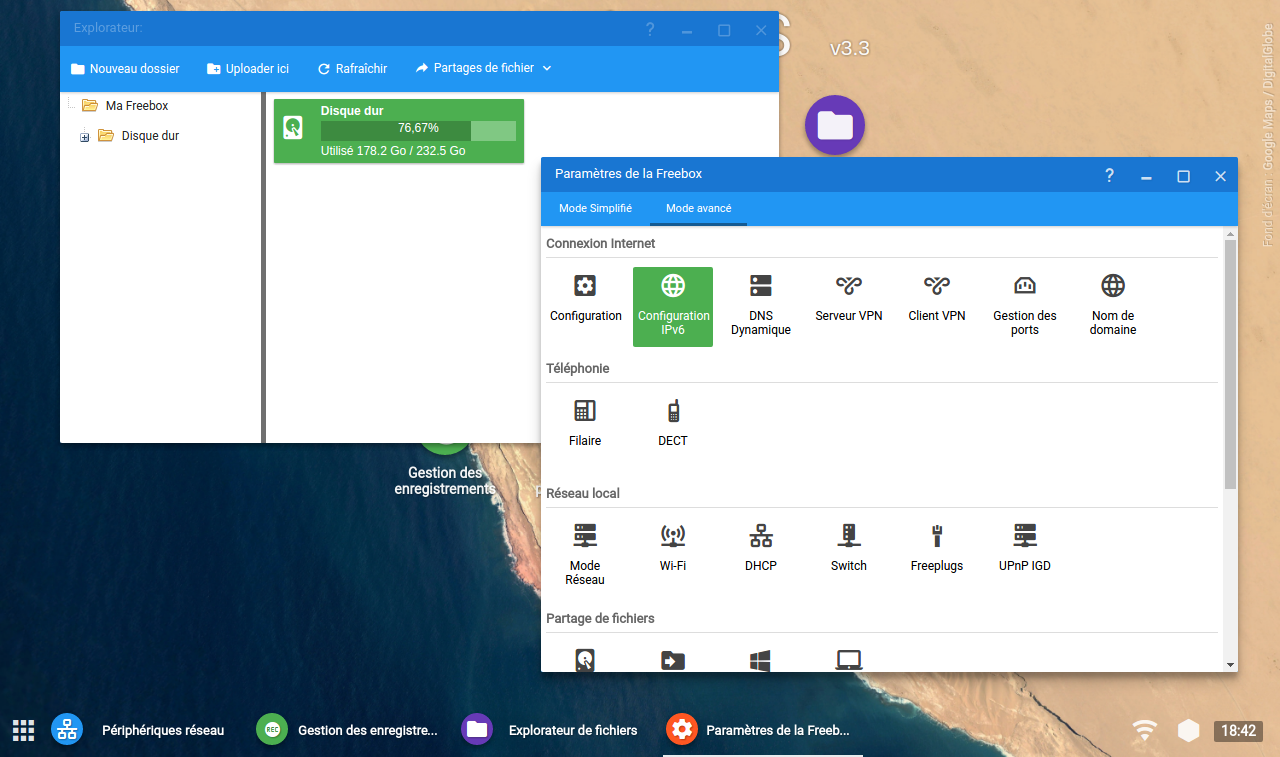 Explorateur:
S
v3.3
Nouveau dossier
Uploader ici
Rafraîchir
Partages de fichier
Ma Freebox
Disque dur
Disque dur
76,67%
Utilisé 178.2 Go / 232.5 Go
Fond d'écran : Google Maps / DigitalGlobe
Paramètres de la Freebox
Mode Simplifié
Mode avancé
Connexion Internet
Configuration
Configuration
IPv6
DNS
Dynamique
Serveur VPN
Client VPN
Gestion des
ports
Nom de
domaine
Téléphonie
Filaire
DECT
Gestion des
enregistrements
Réseau local
Mode
Réseau
Wi-Fi
DHCP
Switch
Freeplugs
UPnP IGD
Partage de fichiers
Périphériques réseau
REC
Gestion des enregistre...
Explorateur de fichiers
Paramètres de la Freeb...
18:42